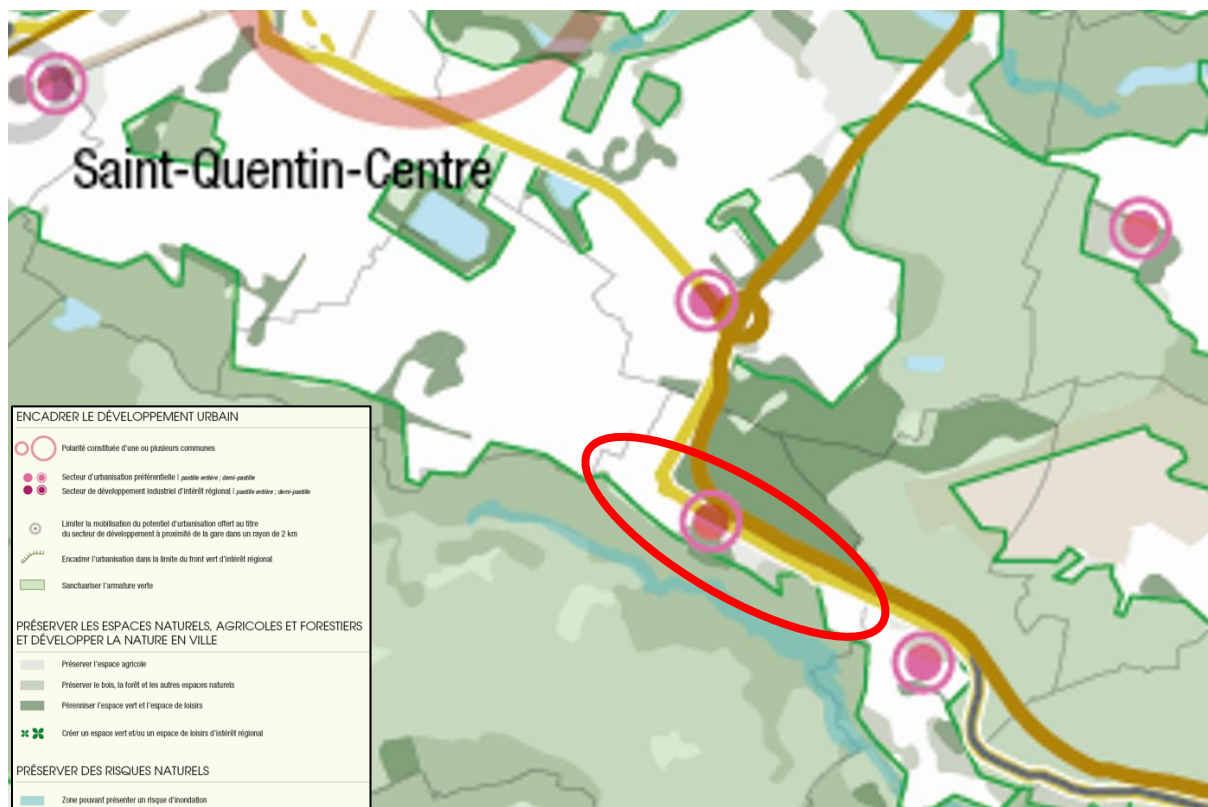 Saint-Quentin-Centre
ENCADRER LE DÉVELOPPEMENT URBAIN
Polarité constituée d'une ou plusieurs communes
Secteur d'urbanisation préférentielle | pastille entière ; demi-pastille
Secteur de développement industriel d'intérêt régional | pastille entière ; demi-pastille
Limiter la mobilisation du potentiel d'urbanisation offert au titre
du secteur de développement à proximité de la gare dans un rayon de 2 km
Encadrer l'urbanisation dans la limite du front vert d'intérêt régional
Sanctuariser l'armature verte
PRÉSERVER LES ESPACES NATURELS, AGRICOLES ET FORESTIERS
ET DÉVELOPPER LA NATURE EN VILLE
Préserver l'espace agricole
Préserver le bois, la forêt et les autres espaces naturels
Pérenniser l'espace vert et l'espace de loisirs
Créer un espace vert et/ou un espace de loisirs d'intérêt régional
PRÉSERVER DES RISQUES NATURELS
Zone pouvant présenter un risque d'inondation